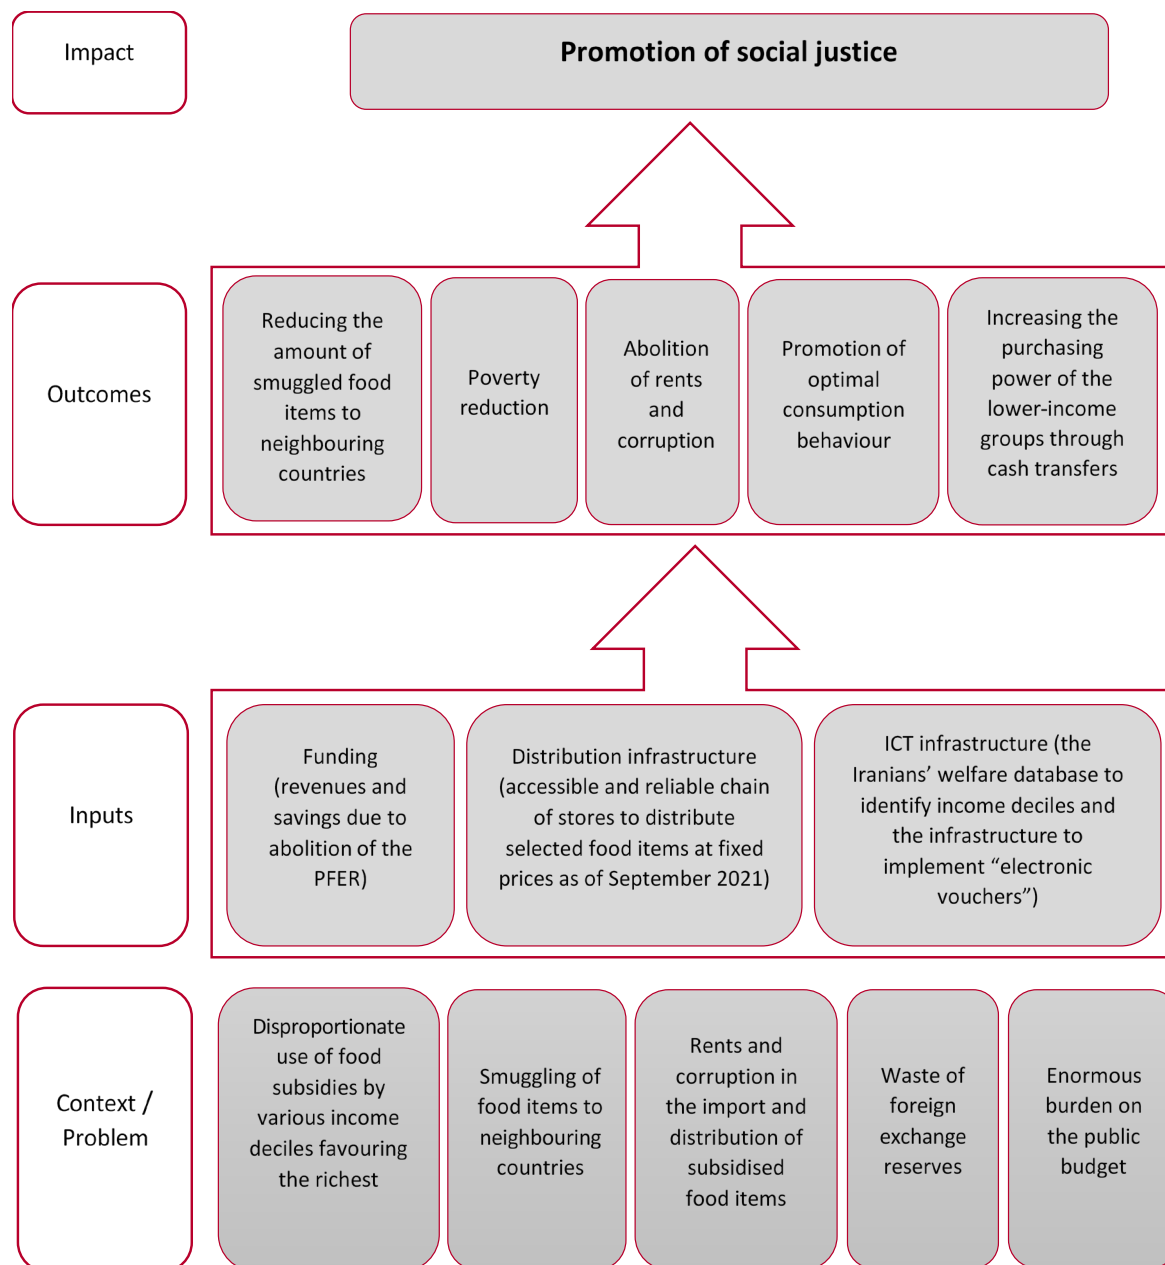 Impact
Promotion of social justice
Outcomes
Reducing the
amount of
smuggled food
items to
neighbouring
countries
Poverty
reduction
Abolition
of rents
and
corruption
Promotion of
optimal
consumption
behaviour
Increasing the
purchasing
power of the
lower-income
groups through
cash transfers
Inputs
Funding
(revenues and
savings due to
abolition of the
PFER)
Distribution infrastructure
(accessible and reliable chain
of stores to distribute
selected food items at fixed
prices as of September 2021)
ICT infrastructure (the
Iranians’ welfare database to
identify income deciles and
the infrastructure to
implement “electronic
vouchers”)
Context /
Problem
Disproportionate
use of food
subsidies by
various income
deciles favouring
the richest
Smuggling of
food items to
neighbouring
countries
Rents and
corruption in
the import and
distribution of
subsidised
food items
Waste of
foreign
exchange
reserves
Enormous
burden on
the public
budget